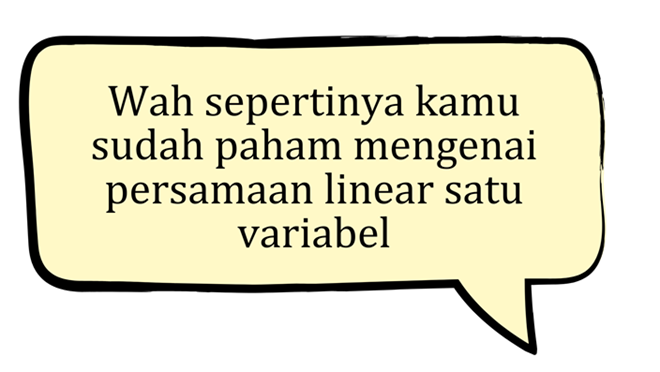 Wah sepertinya kamu
sudah paham mengenai
persamaan linear satu
variabel